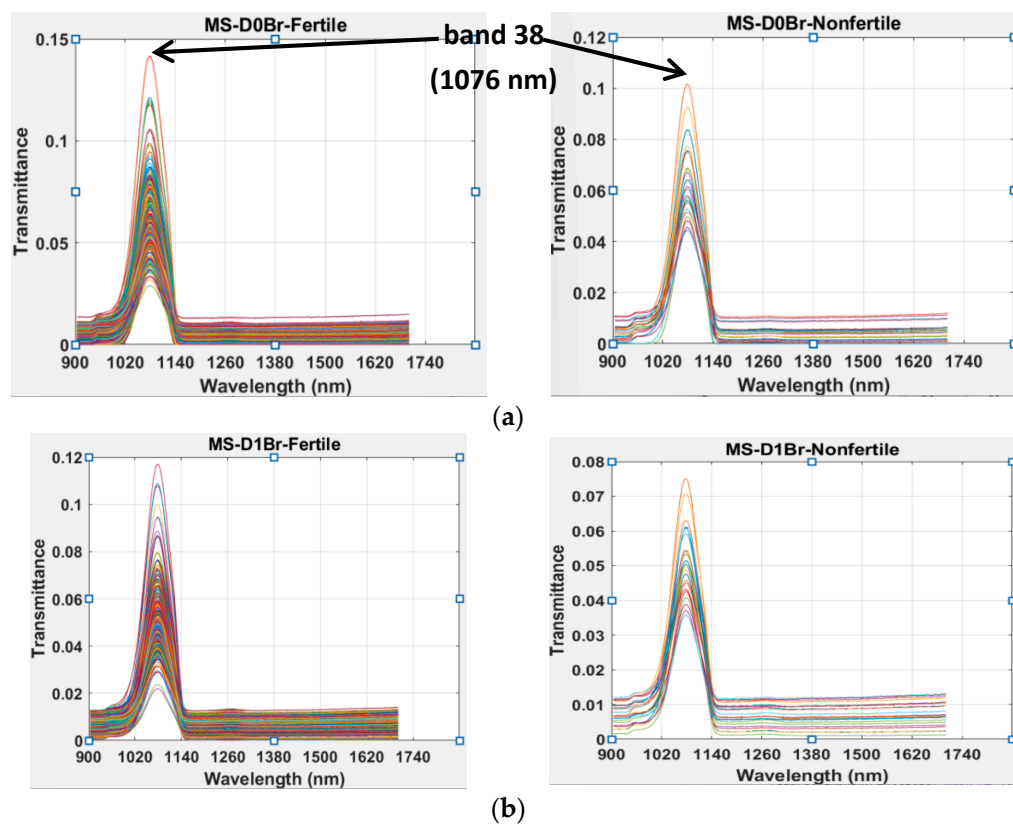 MS-D0Br-Fertile
0.15
0.1
0.05
0
Transmittance
900 1020 1140 1260 1380 1500 1620 1740
Wavelength (nm)
band 38
(1076 nm)
MS-D0Br-Nonfertile
0.12
0.1
0.08
0.06
0.04
0.02
0
Transmittance
900 1020 1140 1260 1380 1500 1620 1740
Wavelength (nm)
(a)
MS-D1Br-Fertile
0.12
0.1
0.08
0.06
0.04
0.02
0
Transmittance
900 1020 1140 1260 1380 1500 1620 1740
Wavelength (nm)
MS-D1Br-Nonfertile
0.08
0.07
0.06
0.05
0.04
0.03
0.02
0.01
0
Transmittance
900 1020 1140 1260 1380 1500 1620 1740
Wavelength (nm)
(b)